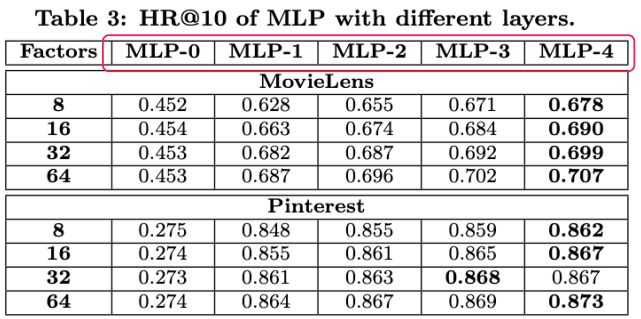 Table 3: HR@10 of MLP with different layers.
Factors MLP-0 MLP-1 MLP-2 MLP-3 MLP-4
MovieLens
8 0.452 0.628 0.655 0.671 0.678
16 0.454 0.663 0.674 0.684 0.690
32 0.453 0.682 0.687 0.692 0.699
64 0.453 0.687 0.696 0.702 0.707
Pinterest
8 0.275 0.848 0.855 0.859 0.862
16 0.274 0.855 0.861 0.865 0.867
32 0.273 0.861 0.863 0.868 0.867
64 0.274 0.864 0.867 0.869 0.873